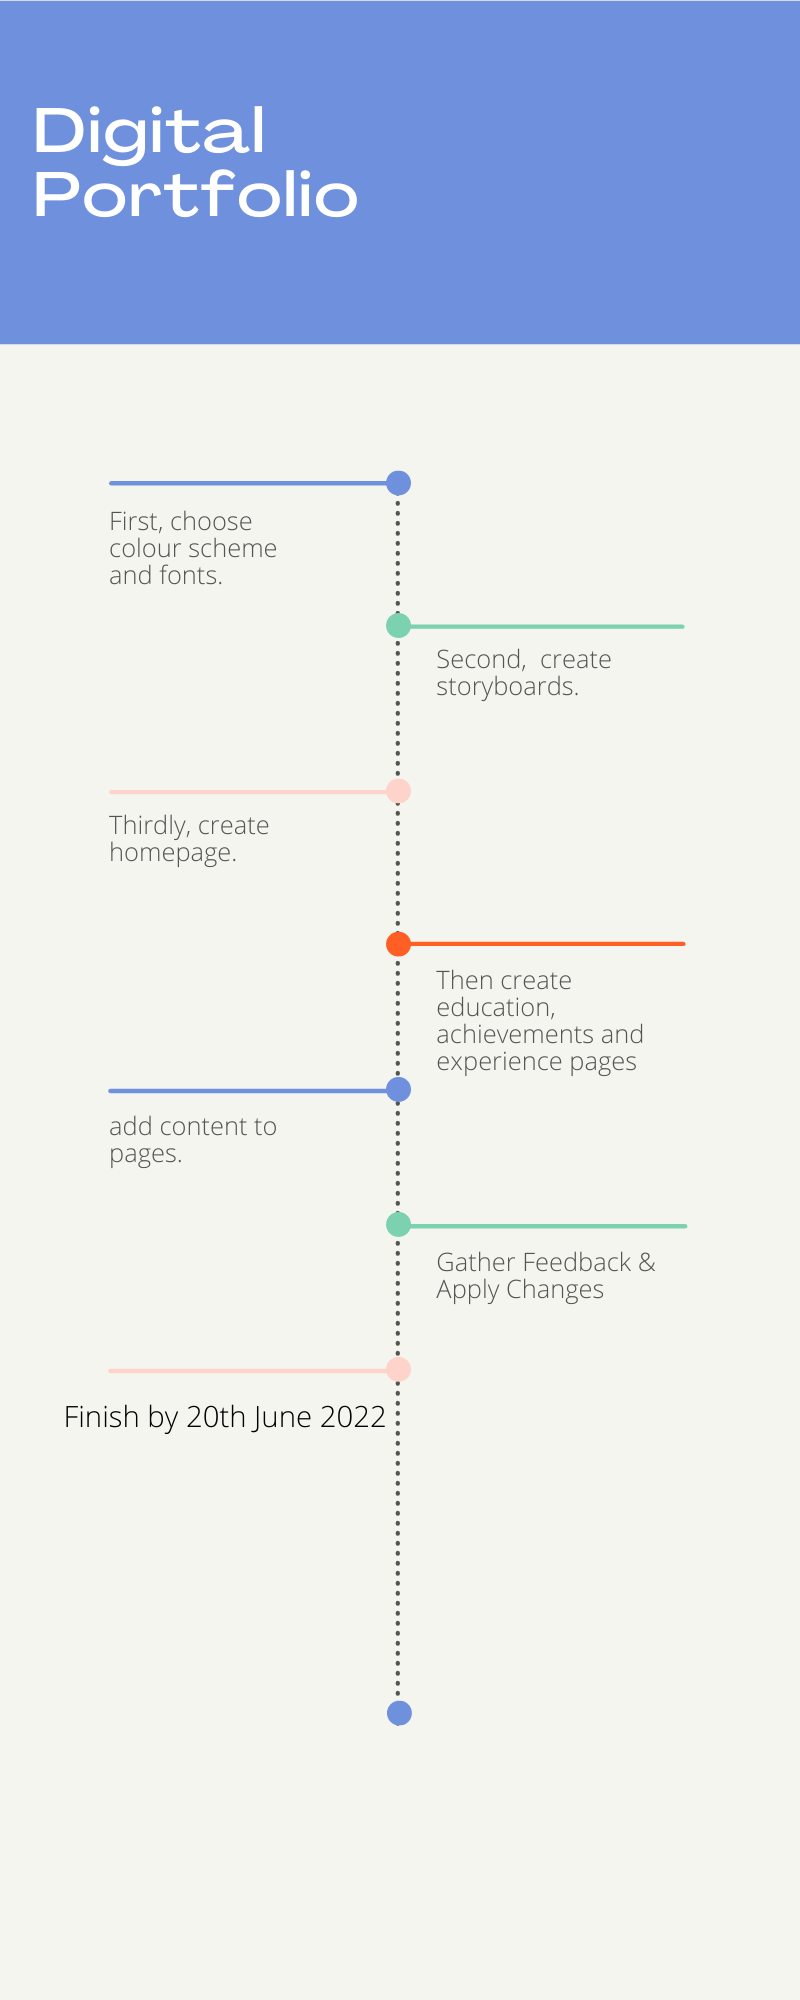 Digital
Portfolio
First, choose
colour scheme
and fonts.
Second,  create
storyboards.
Thirdly, create
homepage.
Then create
education,
achievements and
experience pages
add content to
pages.
Gather Feedback &
Apply Changes
Finish by 20th June 2022